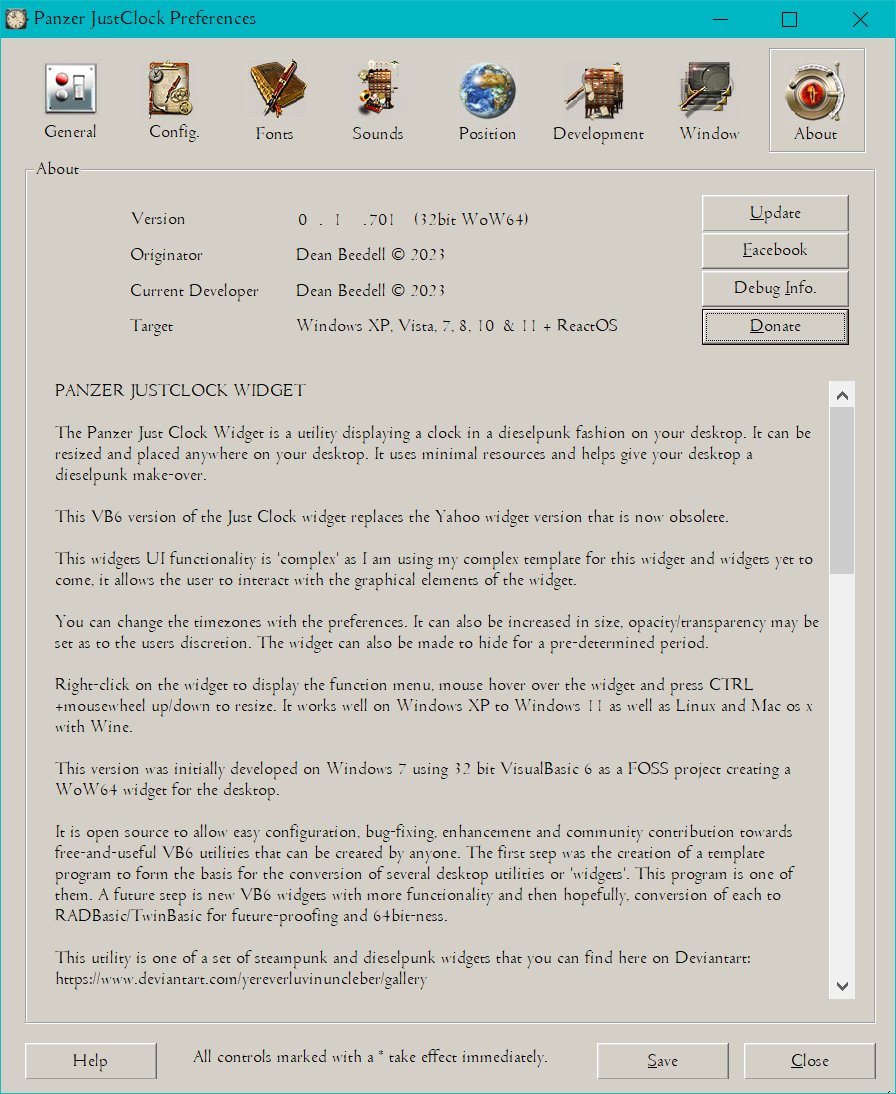 Panzer JustClock Preferences
General Config. Fonts Sounds Position Development Window About
About
Version 0 . 1 .701 (32bit WoW64)
Update
Originator Dean Beedell © 2023
Facebook
Current Developer Dean Beedell © 2023
Debug Info.
Target Windows XP, Vista, 7, 8, 10 & 11 + ReactOS
Donate
PANZER JUSTCLOCK WIDGET
The Panzer Just Clock Widget is a utility displaying a clock in a dieselpunk fashion on your desktop. It can be
resized and placed anywhere on your desktop. It uses minimal resources and helps give your desktop a
dieselpunk make-over.
This VB6 version of the Just Clock widget replaces the Yahoo widget version that is now obsolete.
This widgets UI functionality is 'complex' as I am using my complex template for this widget and widgets yet to
come, it allows the user to interact with the graphical elements of the widget.
You can change the timezones with the preferences. It can also be increased in size, opacity/transparency may be
set as to the users discretion. The widget can also be made to hide for a pre-determined period.
Right-click on the widget to display the function menu, mouse hover over the widget and press CTRL
+mousewheel up/down to resize. It works well on Windows XP to Windows 11 as well as Linux and Mac os x
with Wine.
This version was initially developed on Windows 7 using 32 bit VisualBasic 6 as a FOSS project creating a
WoW64 widget for the desktop.
It is open source to allow easy configuration, bug-fixing, enhancement and community contribution towards
free-and-useful VB6 utilities that can be created by anyone. The first step was the creation of a template
program to form the basis for the conversion of several desktop utilities or 'widgets'. This program is one of
them. A future step is new VB6 widgets with more functionality and then hopefully, conversion of each to
RADBasic/TwinBasic for future-proofing and 64bit-ness.
This utility is one of a set of steampunk and dieselpunk widgets that you can find here on Deviantart:
https://www.deviantart.com/yereverluvinuncleber/gallery
Help All controls marked with a * take effect immediately. Save Close